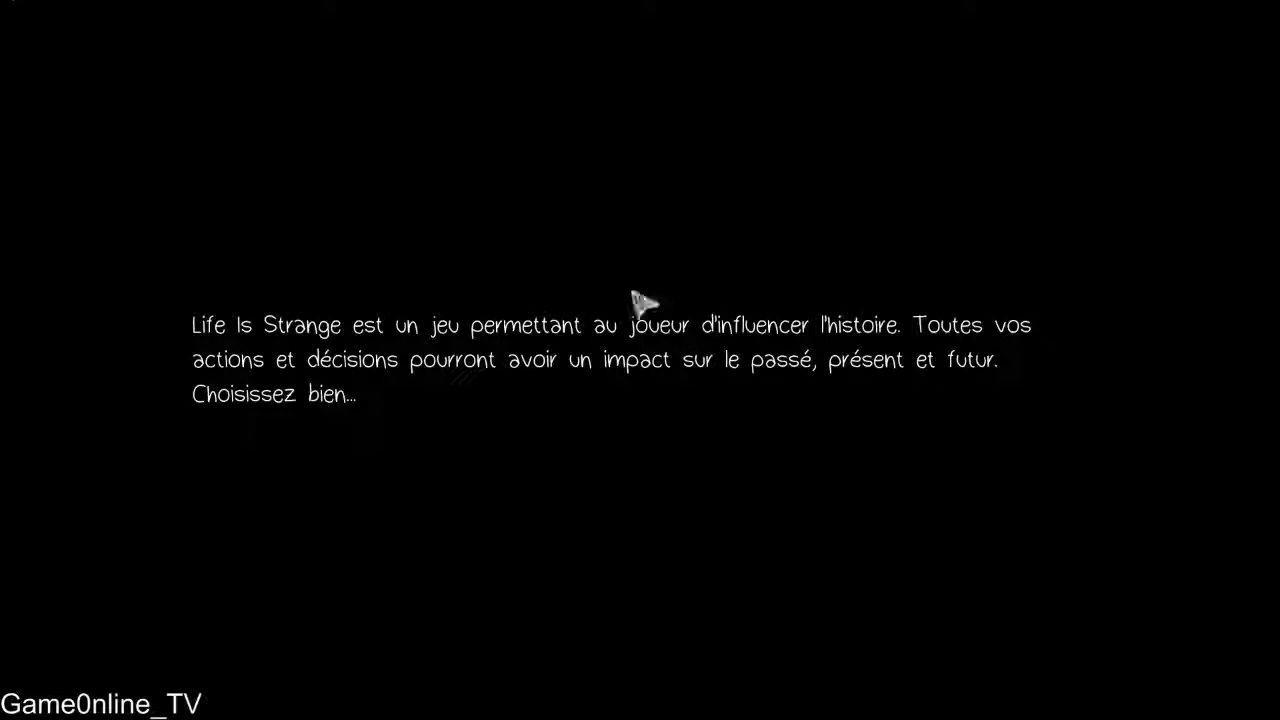 Life Is Strange est un jeu permettant au joueur d'influencer l'histoire. Toutes vos
actions et décisions pourront avoir un impact sur le passé, présent et futur.
Choisissez bien...
Game0nline_TV